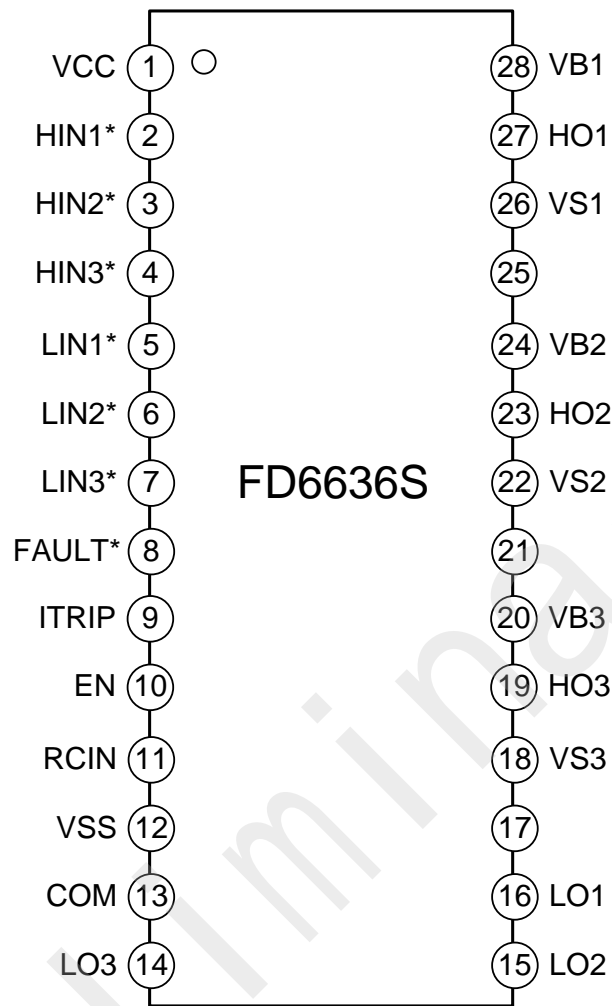 VCC 1 28 VB1
HIN1* 2 27 HO1
HIN2* 3 26 VS1
HIN3* 4 25
LIN1* 5 24 VB2
LIN2* 6 23 HO2
LIN3* 7 FD6636S 22 VS2
FAULT* 8 21
ITRIP 9 20 VB3
EN 10 19 HO3
RCIN 11 18 VS3
VSS 12 17
COM 13 16 LO1
LO3 14 15 LO2
limina